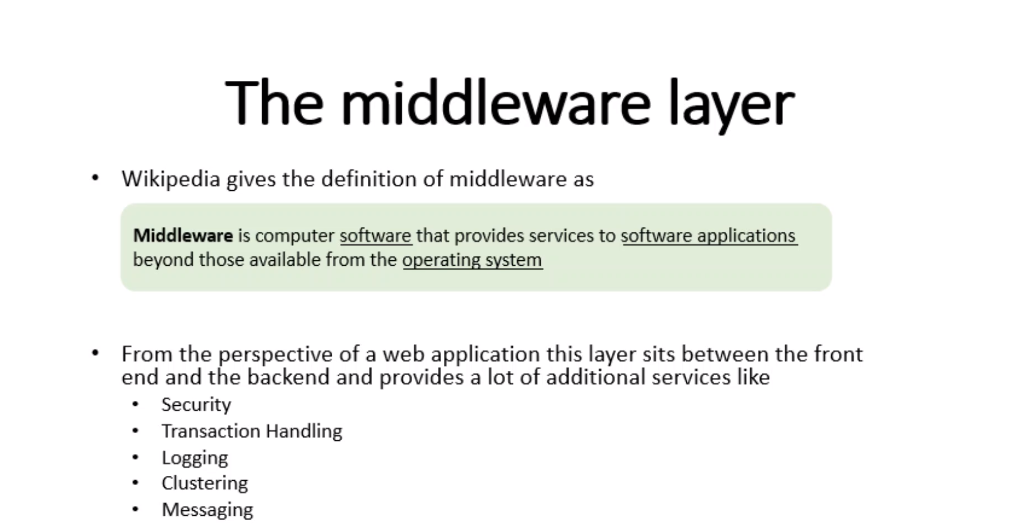 The middleware layer
• Wikipedia gives the definition of middleware as
Middleware is computer software that provides services to software applications
beyond those available from the operating system
• From the perspective of a web application this layer sits between the front
end and the backend and provides a lot of additional services like
• Security
• Transaction Handling
• Logging
• Clustering
• Messaging